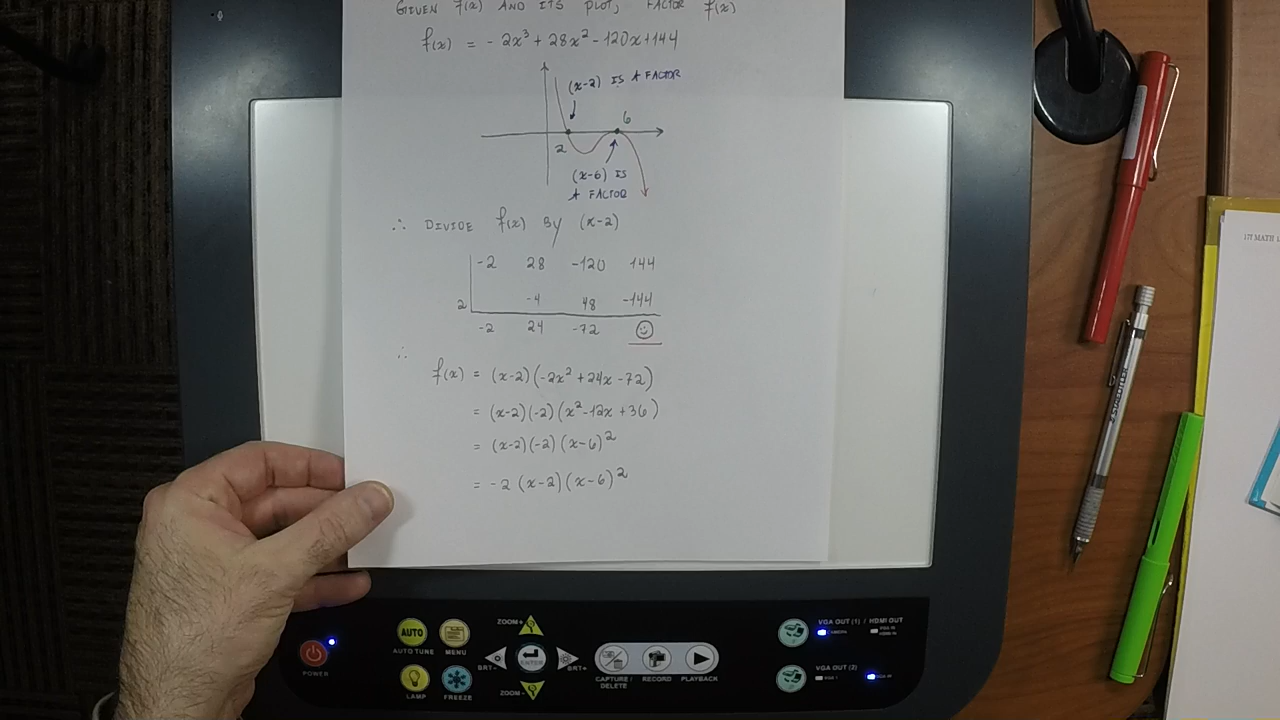 GIVEN f(x) AND ITS PLOT, FACTOR f(x)
f(x) = -2x³ + 28x² - 120x + 144
(x-2) IS A FACTOR
6
2
(x-6) IS
A FACTOR
∴ DIVIDE f(x) BY (x-2)
-2 28 -120 144
2 -4 48 -144
-2 24 -72 ☺
∴
f(x) = (x-2)(-2x² + 24x - 72)
= (x-2)(-2)(x² - 12x + 36)
= (x-2)(-2)(x-6)²
= -2(x-2)(x-6)²
STAEDTLER
POWER
AUTO
AUTO TUNE
MENU
LAMP
FREEZE
ZOOM+
BRT-
ENTER
BRT+
ZOOM-
CAPTURE/
DELETE
RECORD
PLAYBACK
VGA OUT (1) / HDMI OUT
CAMERA
VGA OUT (2)